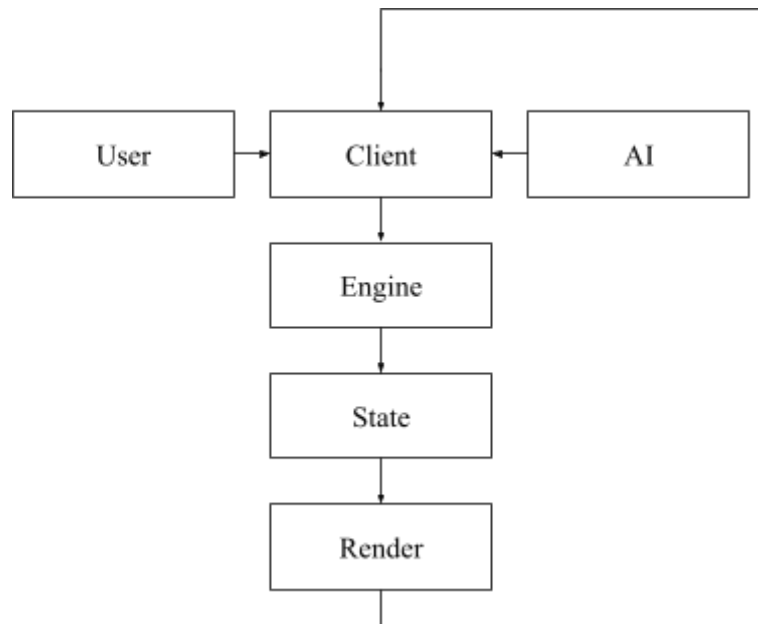 User
Client
AI
Engine
State
Render